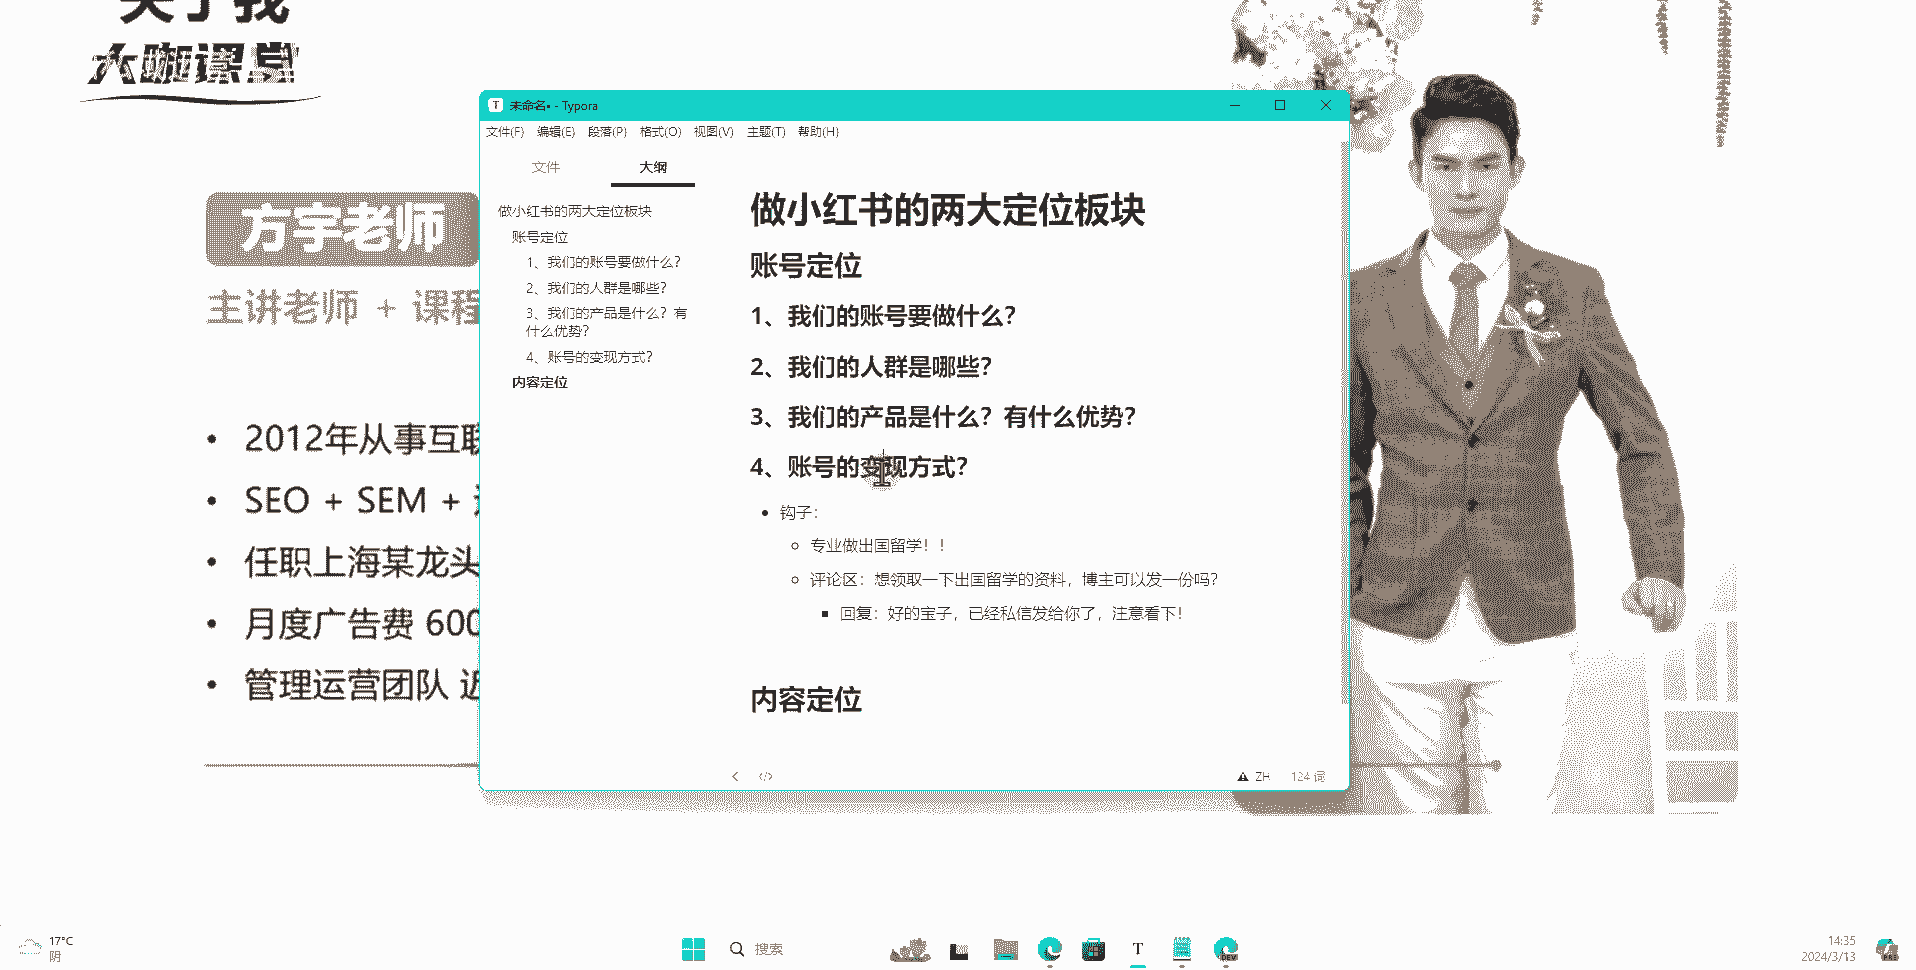 关于我
大咖课堂
方宇老师
主讲老师 + 课程
• 2012年从事互联
• SEO + SEM +
• 任职上海某龙头
• 月度广告费 600
• 管理运营团队 近
T 未命名• - Typora
文件(F) 编辑(E) 段落(P) 格式(O) 视图(V) 主题(T) 帮助(H)
文件 大纲
做小红书的两大定位板块
账号定位
1、我们的账号要做什么？
2、我们的人群是哪些？
3、我们的产品是什么？有
什么优势？
4、账号的变现方式？
内容定位
做小红书的两大定位板块
账号定位
1、我们的账号要做什么？
2、我们的人群是哪些？
3、我们的产品是什么？有什么优势？
4、账号的变现方式？
• 钩子：
专业做出国留学！！
评论区：想领取一下出国留学的资料，博主可以发一份吗？
回复：好的宝子，已经私信发给你了，注意看下！
内容定位
ZH 124 词
17°C
阴
搜索
T
DEV
14:35
2024/3/13
PRE